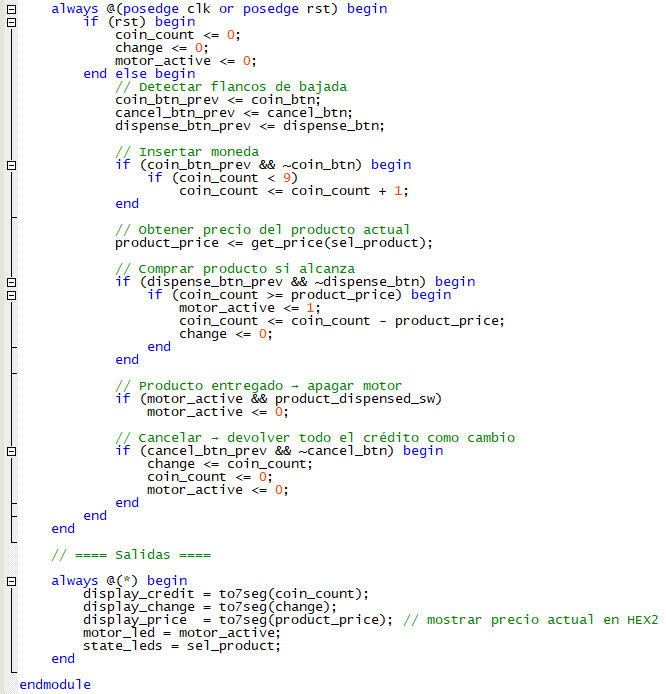 always @(posedge clk or posedge rst) begin
if (rst) begin
coin_count <= 0;
change <= 0;
motor_active <= 0;
end else begin
// Detectar flancos de bajada
coin_btn_prev <= coin_btn;
cancel_btn_prev <= cancel_btn;
dispense_btn_prev <= dispense_btn;
// Insertar moneda
if (coin_btn_prev && ~coin_btn) begin
if (coin_count < 9)
coin_count <= coin_count + 1;
end
// Obtener precio del producto actual
product_price <= get_price(sel_product);
// Comprar producto si alcanza
if (dispense_btn_prev && ~dispense_btn) begin
if (coin_count >= product_price) begin
motor_active <= 1;
coin_count <= coin_count - product_price;
change <= 0;
end
end
// Producto entregado → apagar motor
if (motor_active && product_dispensed_sw)
motor_active <= 0;
// Cancelar → devolver todo el crédito como cambio
if (cancel_btn_prev && ~cancel_btn) begin
change <= coin_count;
coin_count <= 0;
motor_active <= 0;
end
end
end
// ==== Salidas ====
always @(*) begin
display_credit = to7seg(coin_count);
display_change = to7seg(change);
display_price  = to7seg(product_price); // mostrar precio actual en HEX2
motor_led = motor_active;
state_leds = sel_product;
end
endmodule